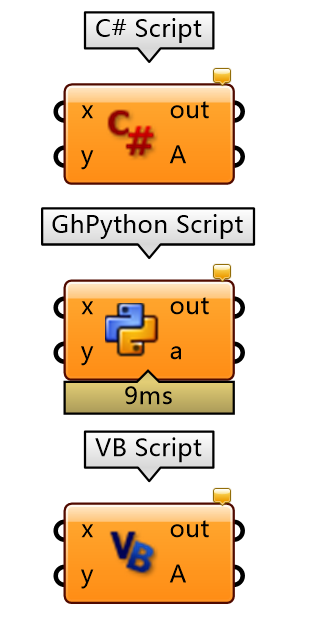 C# Script
x C# out
y A
GhPython Script
x out
y a
9ms
VB Script
x VB out
y A